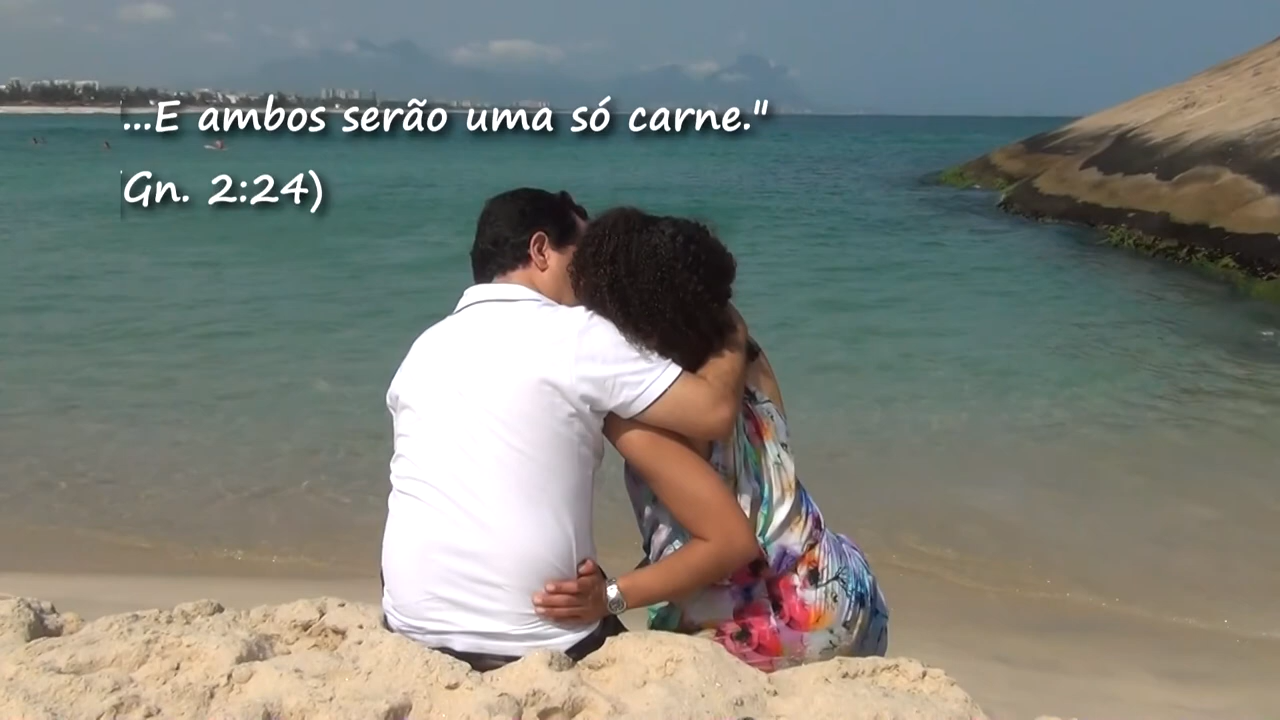 ...E ambos serão uma só carne."
Gn. 2:24)